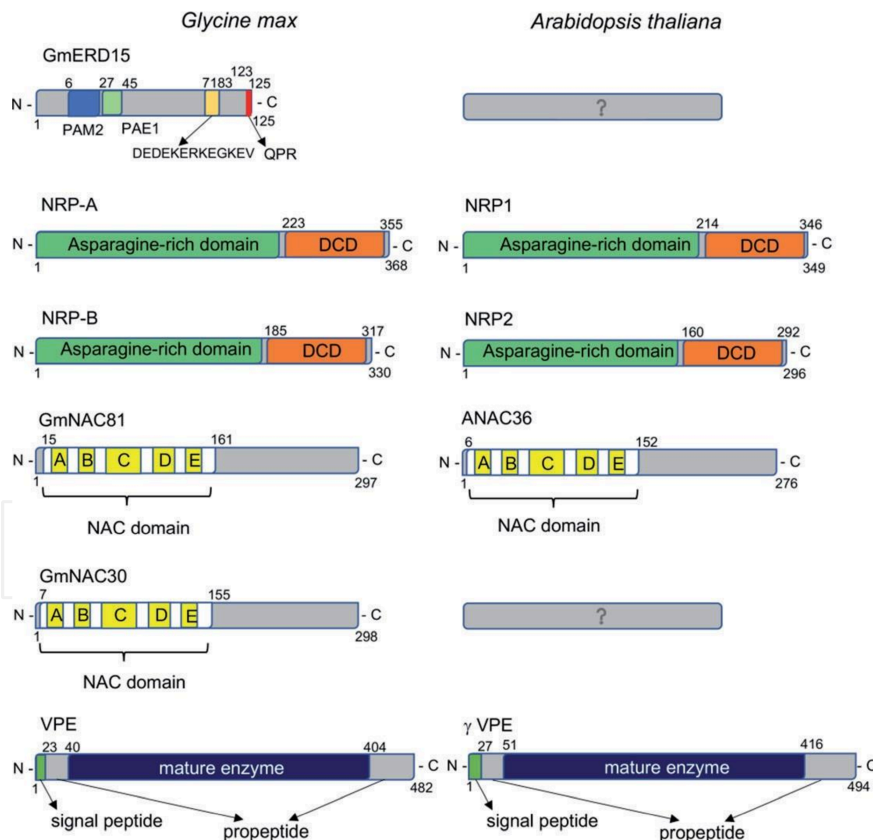 Glycine max
Arabidopsis thaliana
GmERD15
6 27 45 7183 123 125
N - - C
1 125
PAM2 PAE1
DEDEKERKEGKEV QPR
?
NRP-A
223 355
N - Asparagine-rich domain DCD - C
1 368
NRP1
214 346
N - Asparagine-rich domain DCD - C
1 349
NRP-B
185 317
N - Asparagine-rich domain DCD - C
1 330
NRP2
160 292
N - Asparagine-rich domain DCD - C
1 296
GmNAC81
15 161
N - A B C D E - C
1 297
NAC domain
ANAC36
6 152
N - A B C D E - C
1 276
NAC domain
GmNAC30
7 155
N - A B C D E - C
1 298
NAC domain
?
VPE
23 40 404
N - mature enzyme - C
1 482
signal peptide
propeptide
γ VPE
27 51 416
N - mature enzyme - C
1 494
signal peptide
propeptide